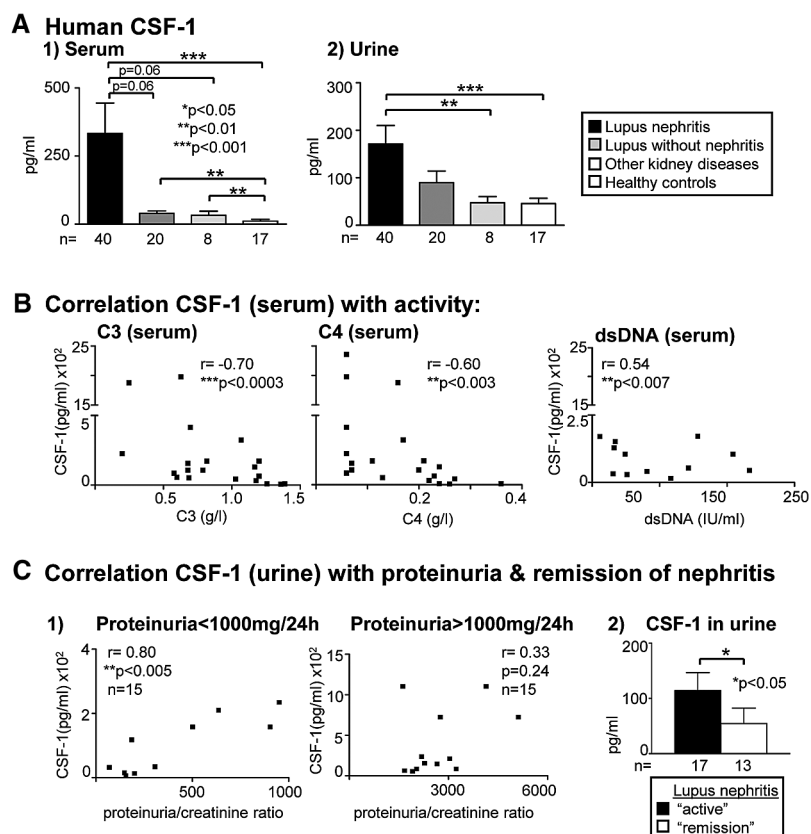 A Human CSF-1
1) Serum
2) Urine
***
p=0.06
p=0.06
500
250
0
pg/ml
*p<0.05
**p<0.01
***p<0.001
**
**
n= 40 20 8 17
***
**
300
200
100
0
pg/ml
n= 40 20 8 17
Lupus nephritis
Lupus without nephritis
Other kidney diseases
Healthy controls
B Correlation CSF-1 (serum) with activity:
C3 (serum)
r= -0.70
***p<0.0003
25
15
5
0
CSF-1(pg/ml) x10²
0.5 1.0 1.5
C3 (g/l)
C4 (serum)
r= -0.60
**p<0.003
0.2 0.4
C4 (g/l)
dsDNA (serum)
r= 0.54
**p<0.007
25
15
2.5
0
CSF-1(pg/ml) x10²
50 150 250
dsDNA (IU/ml)
C Correlation CSF-1 (urine) with proteinuria & remission of nephritis
1) Proteinuria<1000mg/24h
r= 0.80
**p<0.005
n=15
4
2
0
CSF-1(pg/ml) x10²
500 1000
proteinuria/creatinine ratio
Proteinuria>1000mg/24h
r= 0.33
p=0.24
n=15
15
10
5
0
CSF-1(pg/ml) x10²
3000 6000
proteinuria/creatinine ratio
2) CSF-1 in urine
200
100
0
pg/ml
*
*p<0.05
n= 17 13
Lupus nephritis
“active”
“remission”